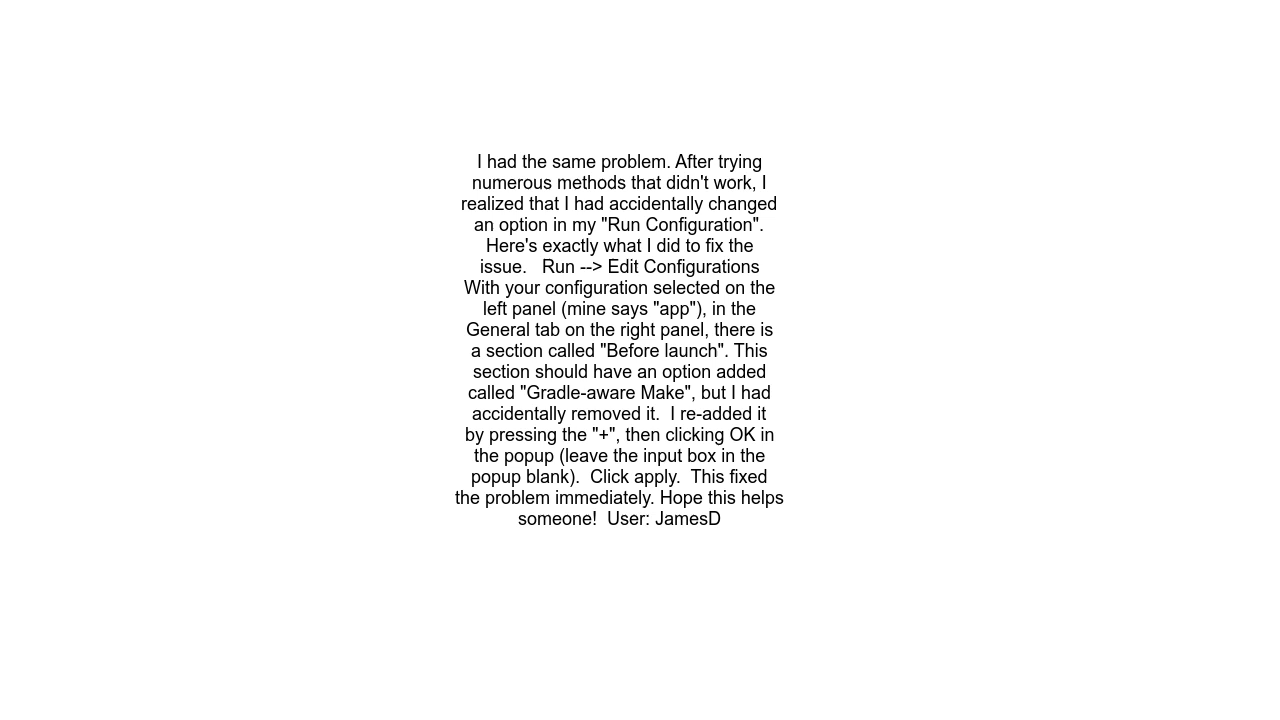 I had the same problem. After trying
numerous methods that didn't work, I
realized that I had accidentally changed
an option in my "Run Configuration".
Here's exactly what I did to fix the
issue.   Run --> Edit Configurations
With your configuration selected on the
left panel (mine says "app"), in the
General tab on the right panel, there is
a section called "Before launch". This
section should have an option added
called "Gradle-aware Make", but I had
accidentally removed it.  I re-added it
by pressing the "+", then clicking OK in
the popup (leave the input box in the
popup blank).  Click apply.  This fixed
the problem immediately. Hope this helps
someone!  User: JamesD